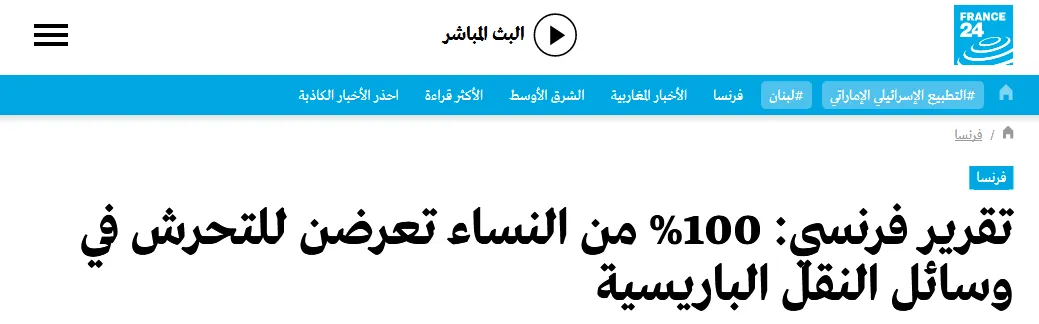 FRANCE
24
البث المباشر
#التطبيع الإسرائيلي الإماراتي #لبنان فرنسا الأخبار المغاربية الشرق الأوسط الأكثر قراءة احذر الأخبار الكاذبة
/ فرنسا
فرنسا
تقرير فرنسي: 100% من النساء تعرضن للتحرش في
وسائل النقل الباريسية